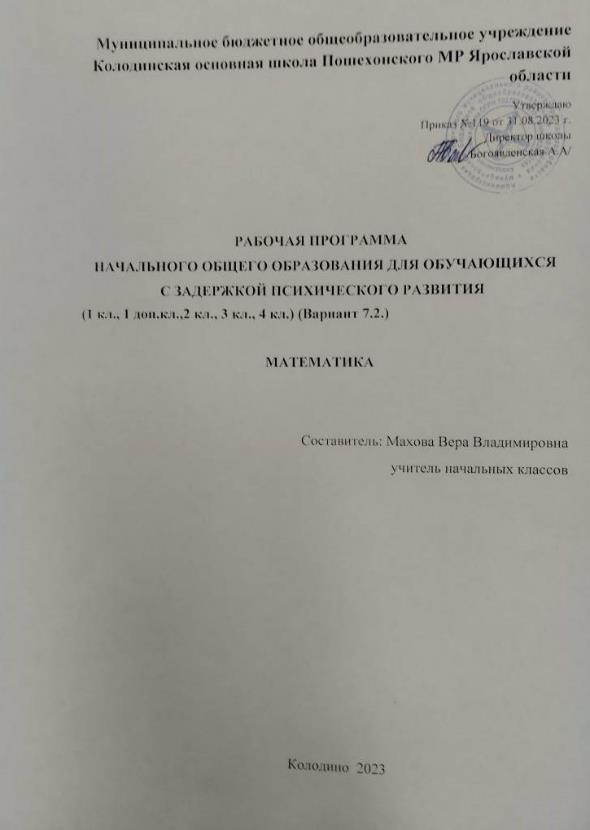 Муниципальное бюджетное общеобразовательное учреждение
Колодинская основная школа Пошехонского МР Ярославской
области
Утверждаю
Приказ №119 от 31.08.2023 г.
Директор школы
/Богоявленская А.А/
РАБОЧАЯ ПРОГРАММА
НАЧАЛЬНОГО ОБЩЕГО ОБРАЗОВАНИЯ ДЛЯ ОБУЧАЮЩИХСЯ
С ЗАДЕРЖКОЙ ПСИХИЧЕСКОГО РАЗВИТИЯ
(1 кл., 1 доп.кл.,2 кл., 3 кл., 4 кл.) (Вариант 7.2.)
МАТЕМАТИКА
Составитель: Махова Вера Владимировна
учитель начальных классов
Колодино 2023